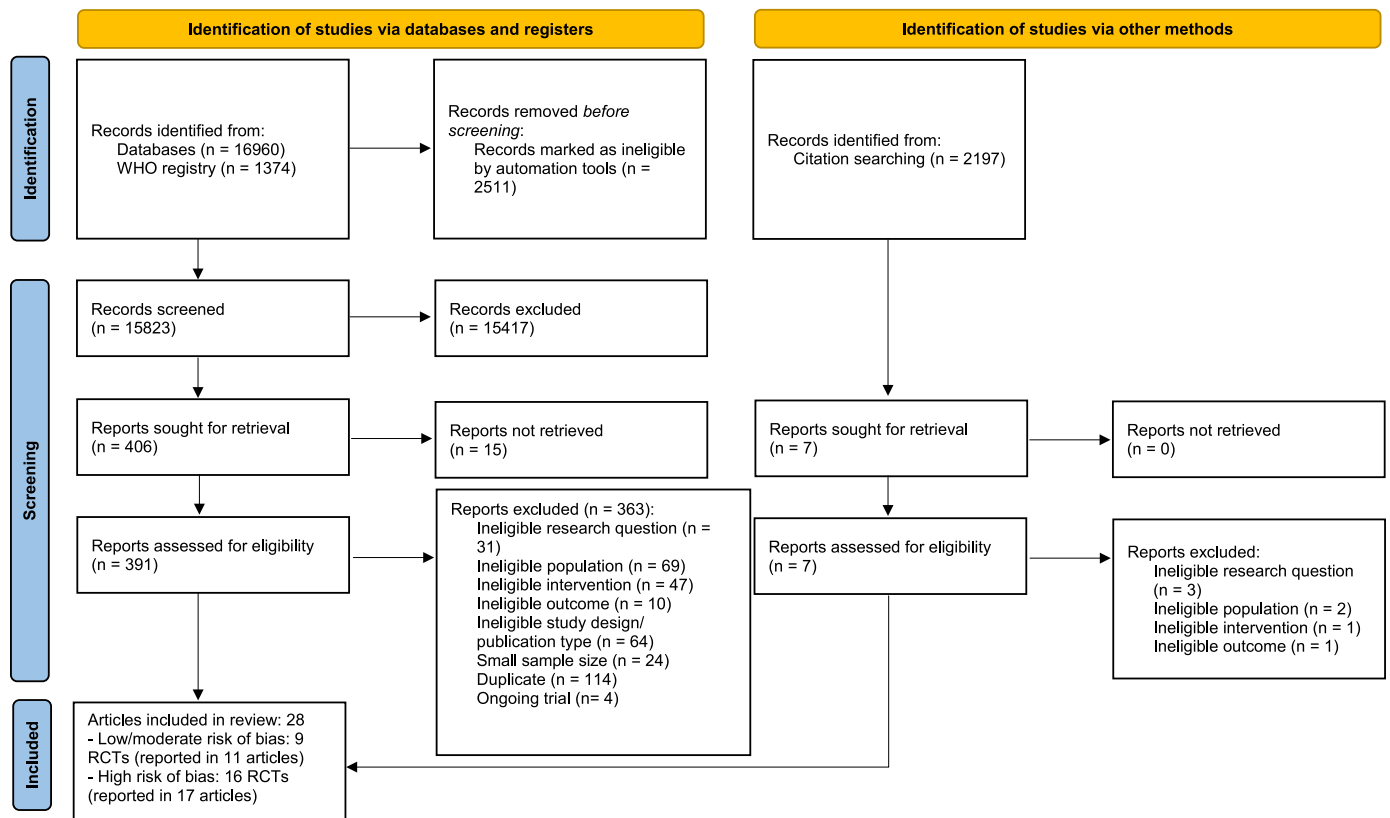 Identification of studies via databases and registers
Identification of studies via other methods
Identification
Records identified from:
Databases (n = 16960)
WHO registry (n = 1374)
Records removed before
screening:
Records marked as ineligible
by automation tools (n =
2511)
Records identified from:
Citation searching (n = 2197)
Screening
Records screened
(n = 15823)
Records excluded
(n = 15417)
Reports sought for retrieval
(n = 406)
Reports not retrieved
(n = 15)
Reports sought for retrieval
(n = 7)
Reports not retrieved
(n = 0)
Reports assessed for eligibility
(n = 391)
Reports excluded (n = 363):
Ineligible research question (n =
31)
Ineligible population (n = 69)
Ineligible intervention (n = 47)
Ineligible outcome (n = 10)
Ineligible study design/
publication type (n = 64)
Small sample size (n = 24)
Duplicate (n = 114)
Ongoing trial (n= 4)
Reports assessed for eligibility
(n = 7)
Reports excluded:
Ineligible research question
(n = 3)
Ineligible population (n = 2)
Ineligible intervention (n = 1)
Ineligible outcome (n = 1)
Included
Articles included in review: 28
- Low/moderate risk of bias: 9
RCTs (reported in 11 articles)
- High risk of bias: 16 RCTs
(reported in 17 articles)